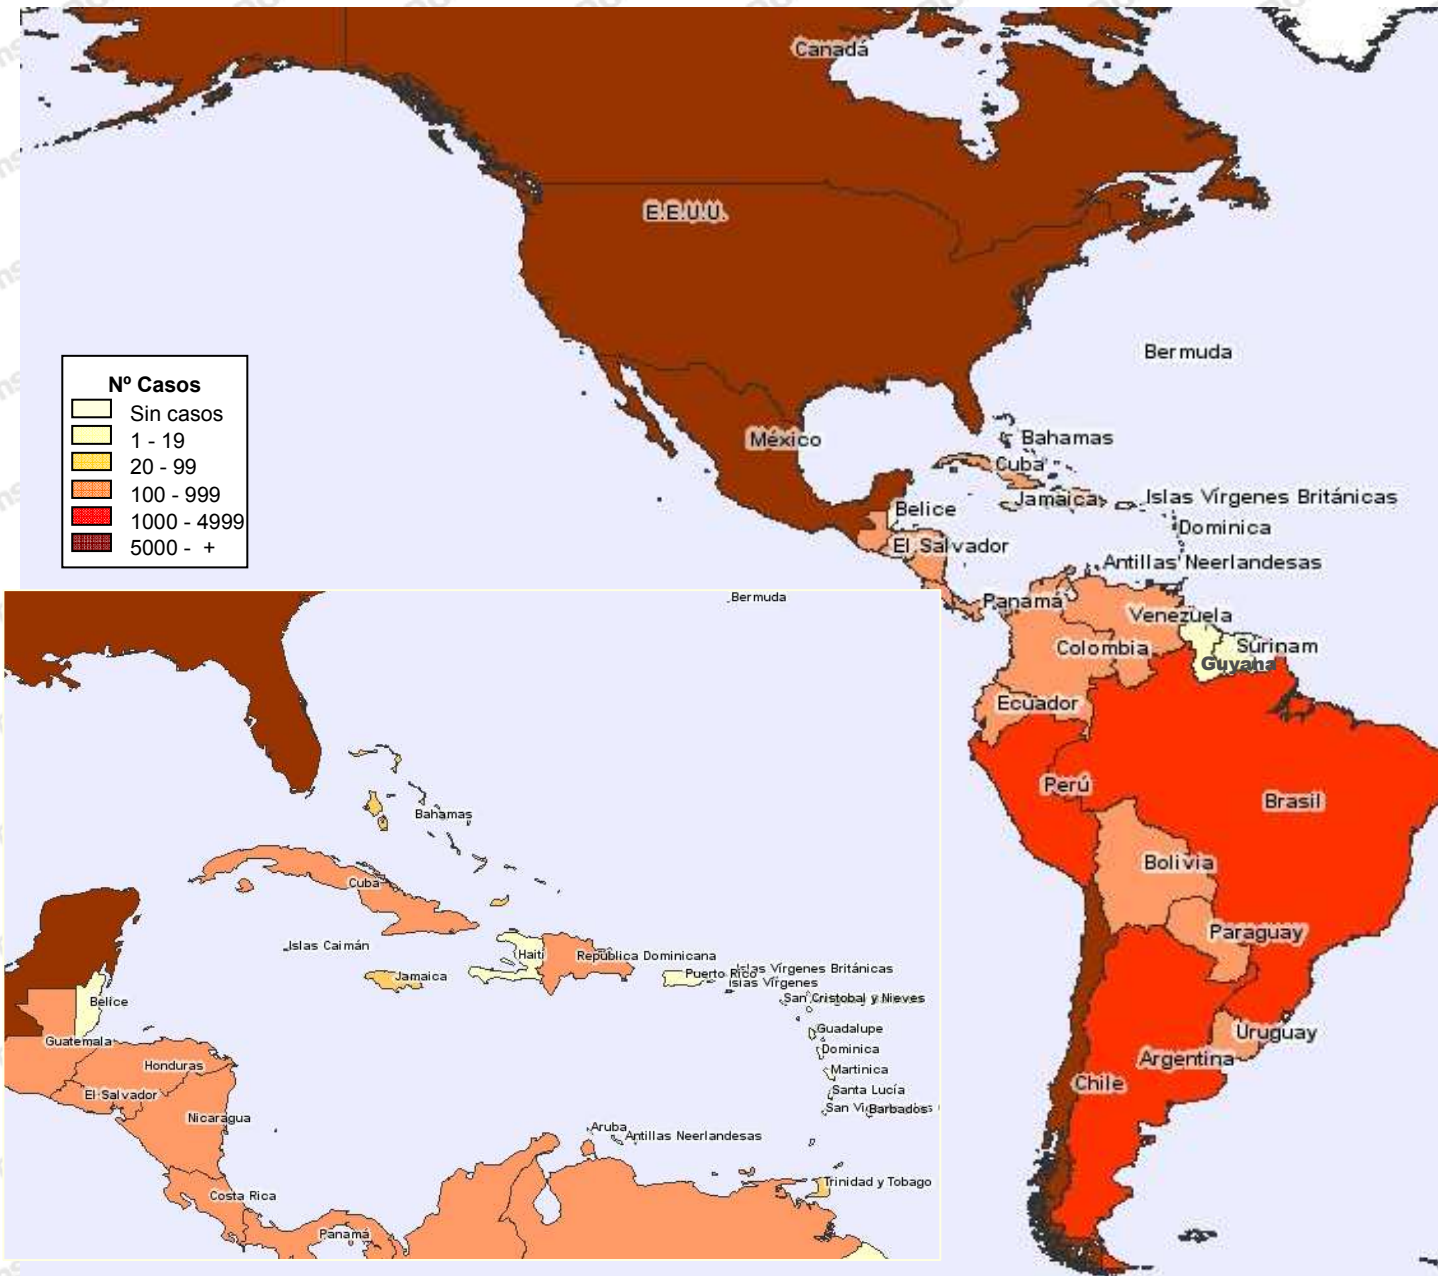 Canadá
E.E.U.U.
Bermuda
Nº Casos
Sin casos
1 - 19
20 - 99
100 - 999
1000 - 4999
5000 - +
México
Bahamas
Cuba
Jamaica
Islas Vírgenes Británicas
Belice
Dominica
El Salvador
Antillas Neerlandesas
Panamá
Venezuela
Colombia
Surinam
Guyana
Ecuador
Perú
Brasil
Bolivia
Paraguay
Uruguay
Argentina
Chile
Bermuda
Bahamas
Cuba
Islas Caimán
Haití
República Dominicana
Jamaica
Puerto Rico
Islas Vírgenes Británicas
Islas Vírgenes
Belice
San Cristobal y Nieves
Guadalupe
Guatemala
Dominica
Honduras
Martinica
El Salvador
Santa Lucía
Nicaragua
Barbados
Aruba
Antillas Neerlandesas
Trinidad y Tobago
Costa Rica
Panamá